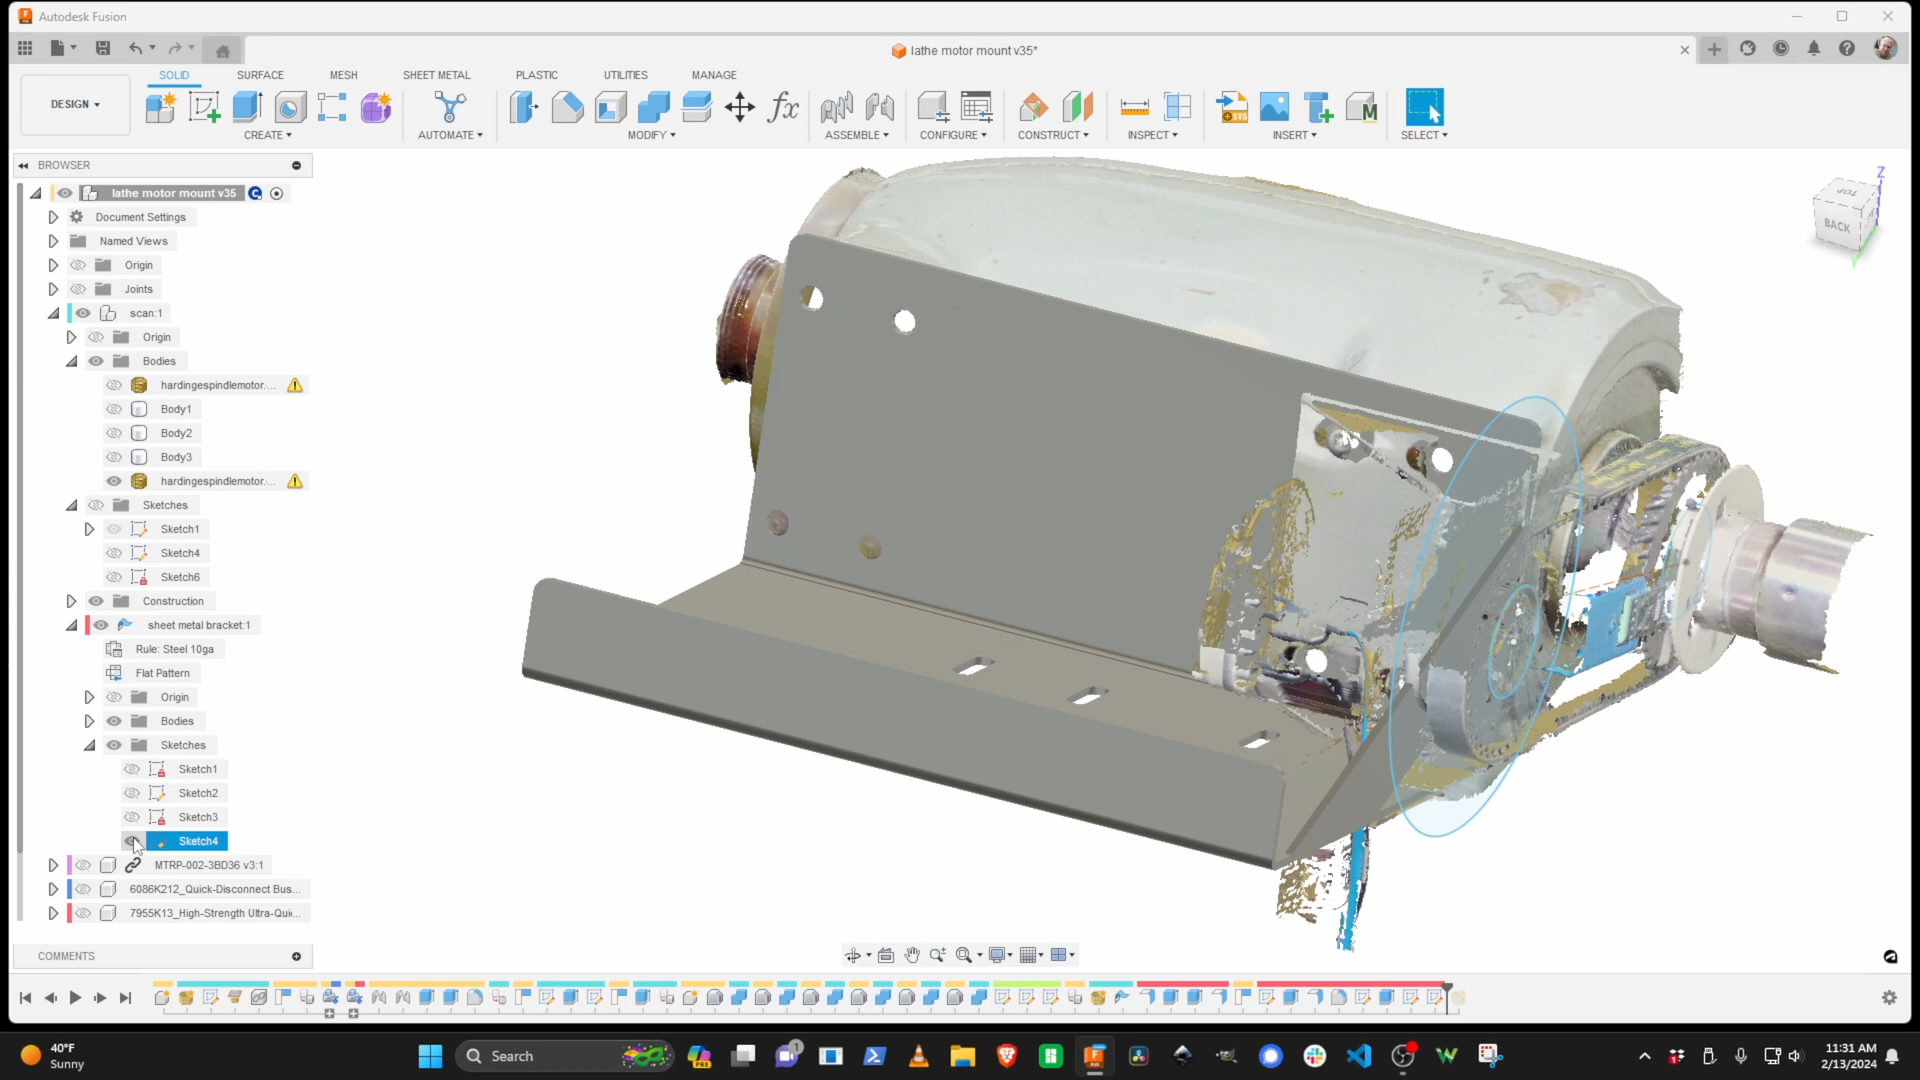 Autodesk Fusion
lathe motor mount v35*
DESIGN
SOLID
SURFACE
MESH
SHEET METAL
PLASTIC
UTILITIES
MANAGE
CREATE
AUTOMATE
MODIFY
ASSEMBLE
CONFIGURE
CONSTRUCT
INSPECT
INSERT
SELECT
BROWSER
lathe motor mount v35
Document Settings
Named Views
Origin
Joints
scan:1
Origin
Bodies
hardingespindlemotor....
Body1
Body2
Body3
hardingespindlemotor....
Sketches
Sketch1
Sketch4
Sketch6
Construction
sheet metal bracket:1
Rule: Steel 10ga
Flat Pattern
Origin
Bodies
Sketches
Sketch1
Sketch2
Sketch3
Sketch4
MTRP-002-3BD36 v3:1
6086K212_Quick-Disconnect Bus...
7955K13_High-Strength Ultra-Quic...
COMMENTS
TOP
BACK
Z
Y
40°F
Sunny
Search
11:31 AM
2/13/2024